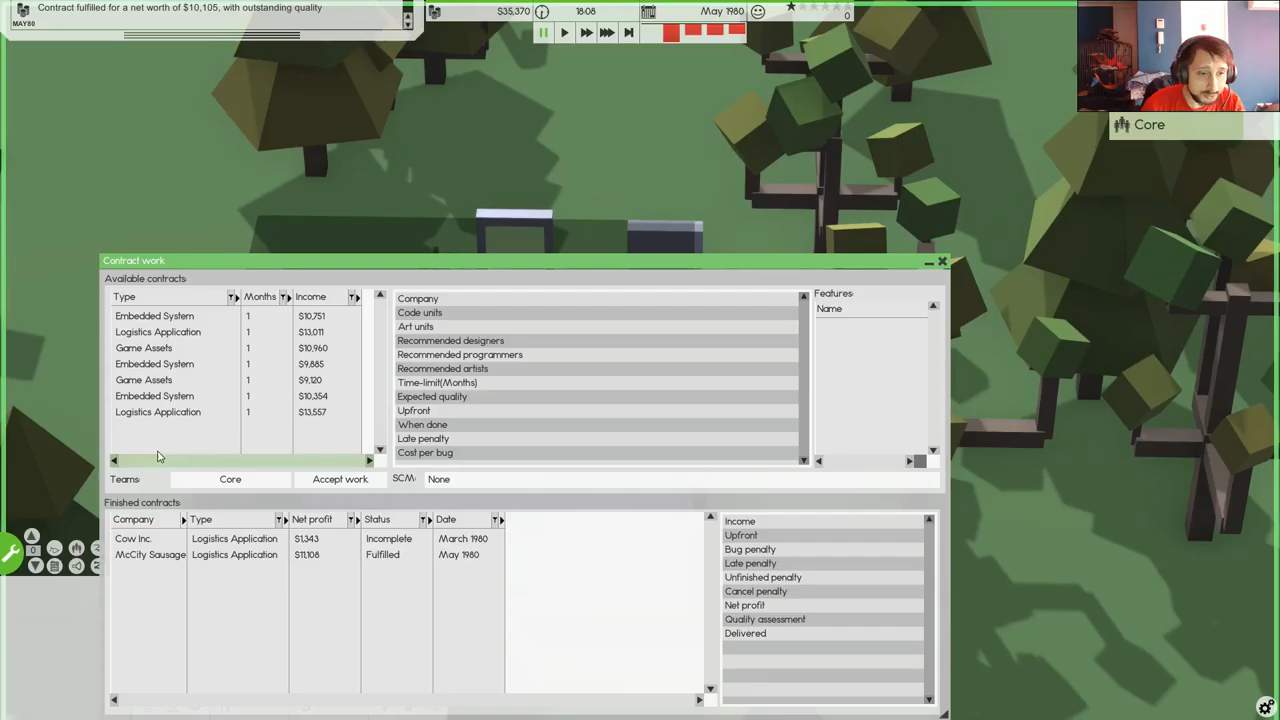 Contract fulfilled for a net worth of $10,105, with outstanding quality
MAY80
$35,370
18:08
May 1980
0
Core
Contract work
Available contracts:
Type Months Income
Embedded System 1 $10,751
Logistics Application 1 $13,011
Game Assets 1 $10,960
Embedded System 1 $9,885
Game Assets 1 $9,120
Embedded System 1 $10,354
Logistics Application 1 $13,557
Company
Code units
Art units
Recommended designers
Recommended programmers
Recommended artists
Time-limit(Months)
Expected quality
Upfront
When done
Late penalty
Cost per bug
Features:
Name
Teams: Core Accept work SCM: None
Finished contracts:
Company Type Net profit Status Date
Cow Inc. Logistics Application $1,343 Incomplete March 1980
McCity Sausage Logistics Application $11,108 Fulfilled May 1980
Income
Upfront
Bug penalty
Late penalty
Unfinished penalty
Cancel penalty
Net profit
Quality assessment
Delivered
0